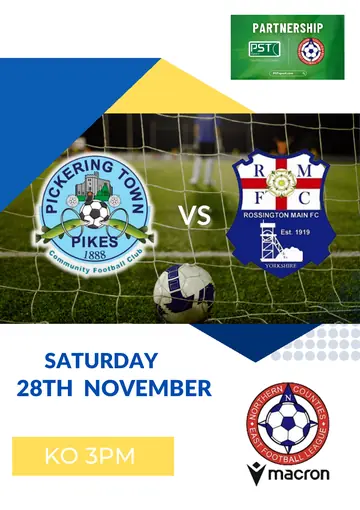 PARTNERSHIP
PST
PICKERING TOWN
PIKES
1888
Community Football Club
VS
R M
F C
ROSSINGTON MAIN FC
Est. 1919
YORKSHIRE
SATURDAY
28TH NOVEMBER
KO 3PM
NORTHERN COUNTIES
N
EAST FOOTBALL LEAGUE
macron